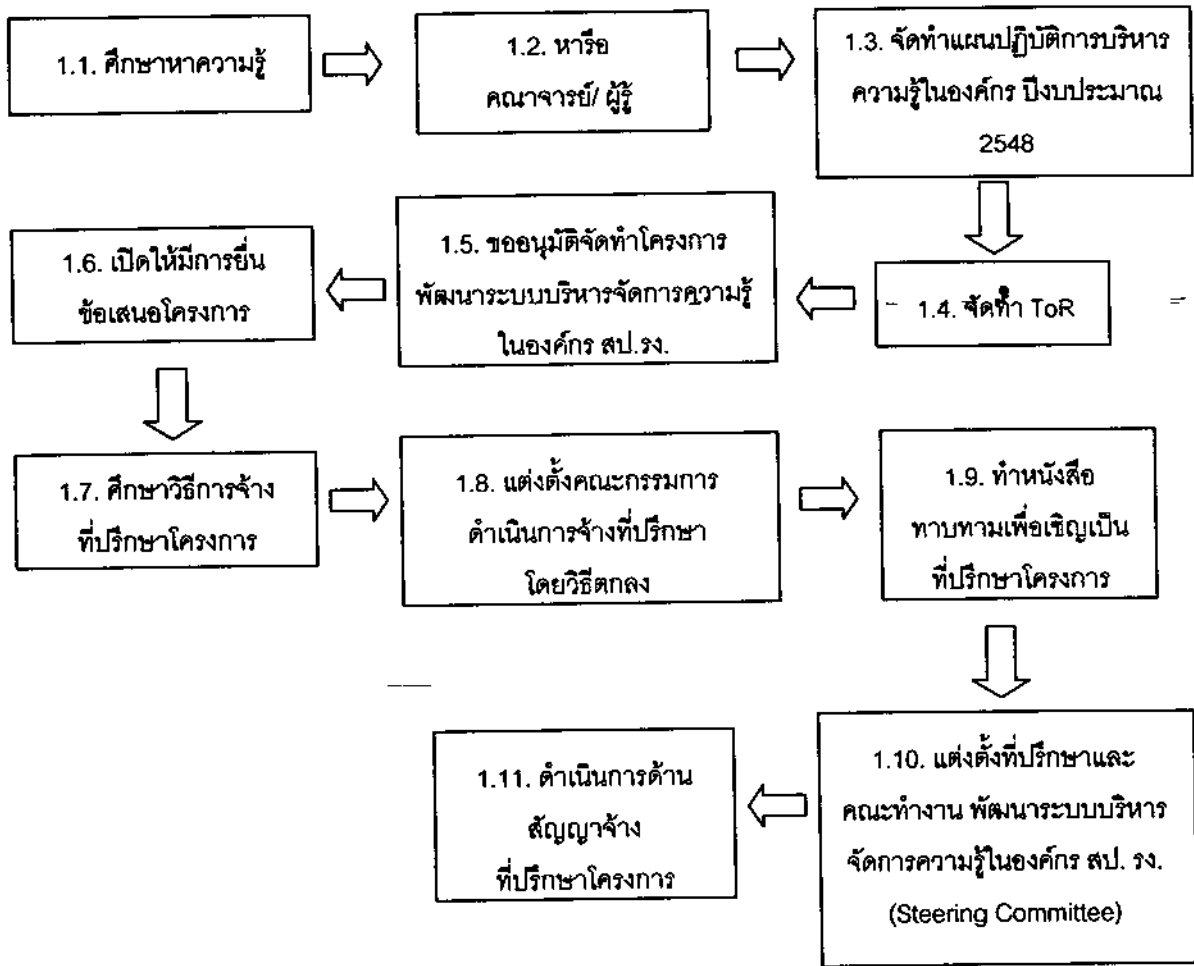 1.1. ศึกษาหาความรู้
1.2. หารือ
คณาจารย์/ ผู้รู้
1.3. จัดทำแผนปฏิบัติการบริหาร
ความรู้ในองค์กร ปีงบประมาณ
2548
1.4. จัดทำ ToR
1.5. ขออนุมัติจัดทำโครงการ
พัฒนาระบบบริหารจัดการความรู้
ในองค์กร สป.รง.
1.6. เปิดให้มีการยื่น
ข้อเสนอโครงการ
1.7. ศึกษาวิธีการจ้าง
ที่ปรึกษาโครงการ
1.8. แต่งตั้งคณะกรรมการ
ดำเนินการจ้างที่ปรึกษา
โดยวิธีตกลง
1.9. ทำหนังสือ
ทาบทามเพื่อเชิญเป็น
ที่ปรึกษาโครงการ
1.10. แต่งตั้งที่ปรึกษาและ
คณะทำงาน พัฒนาระบบบริหาร
จัดการความรู้ในองค์กร สป. รง.
(Steering Committee)
1.11. ดำเนินการด้าน
สัญญาจ้าง
ที่ปรึกษาโครงการ